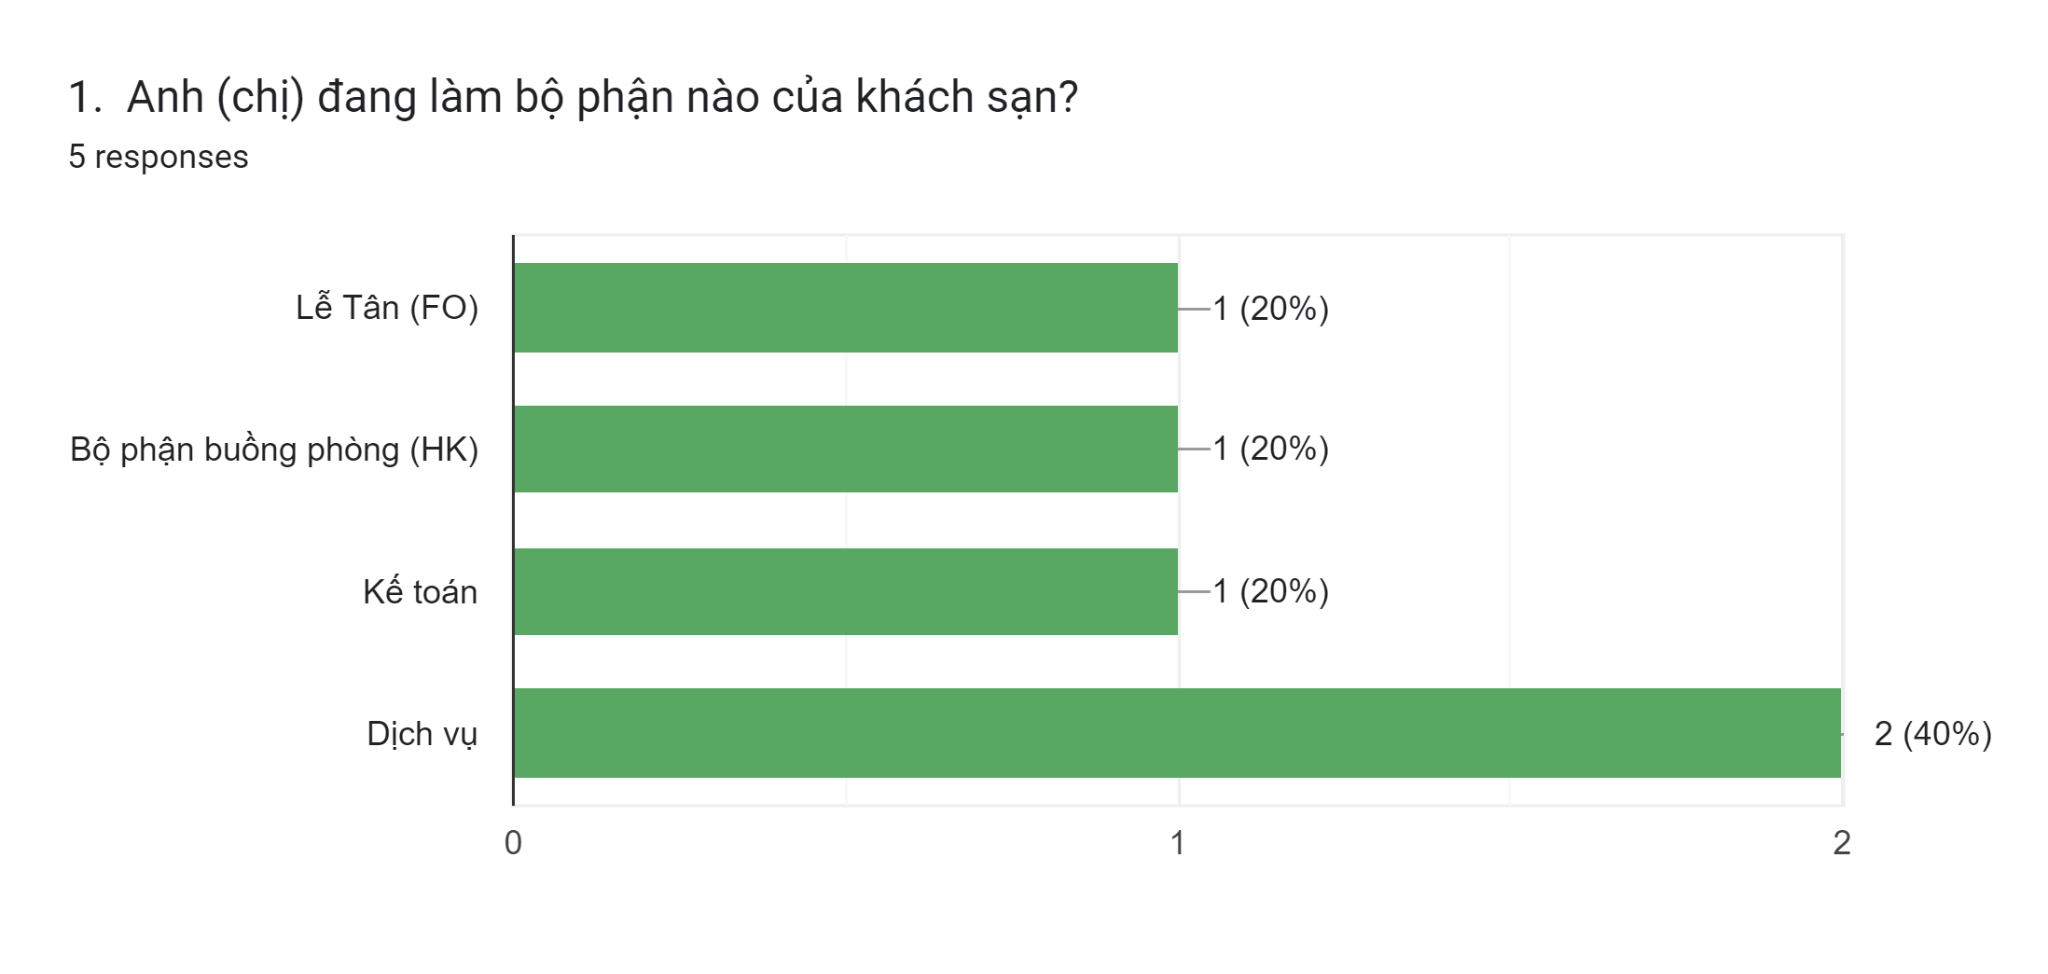 1. Anh (chị) đang làm bộ phận nào của khách sạn?
5 responses
Lễ Tân (FO)
1 (20%)
Bộ phận buồng phòng (HK)
1 (20%)
Kế toán
1 (20%)
Dịch vụ
2 (40%)
0
1
2